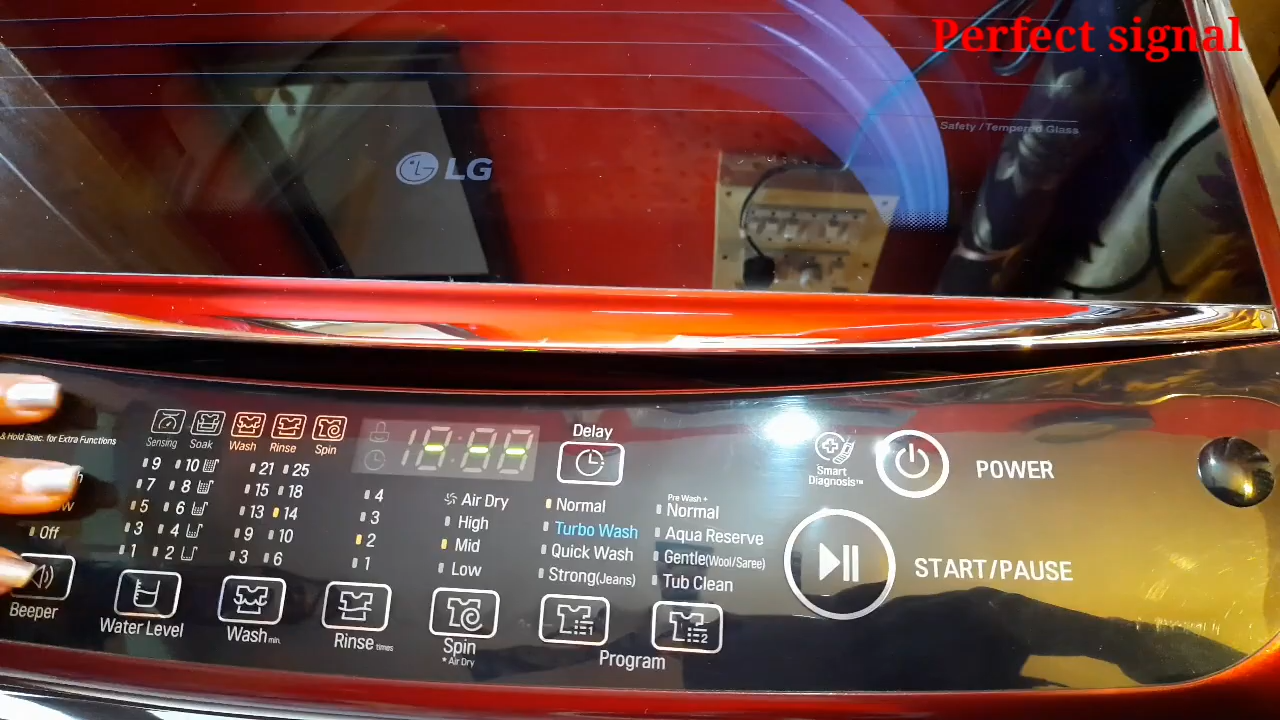 Perfect signal
Safety / Tempered Glass
LG
& Hold 3sec. for Extra Functions
Sensing Soak Wash Rinse Spin
9 10 21 25
7 8 15 18
5 6 13 14
3 4 9 10
1 2 3 6
4
3
2
1
Air Dry
High
Mid
Low
Delay
Normal
Turbo Wash
Quick Wash
Strong(Jeans)
Pre Wash +
Normal
Aqua Reserve
Gentle(Wool/Saree)
Tub Clean
Smart
Diagnosis™
POWER
START/PAUSE
Off
Beeper
Water Level
Wash min.
Rinse times
Spin
* Air Dry
1
2
Program